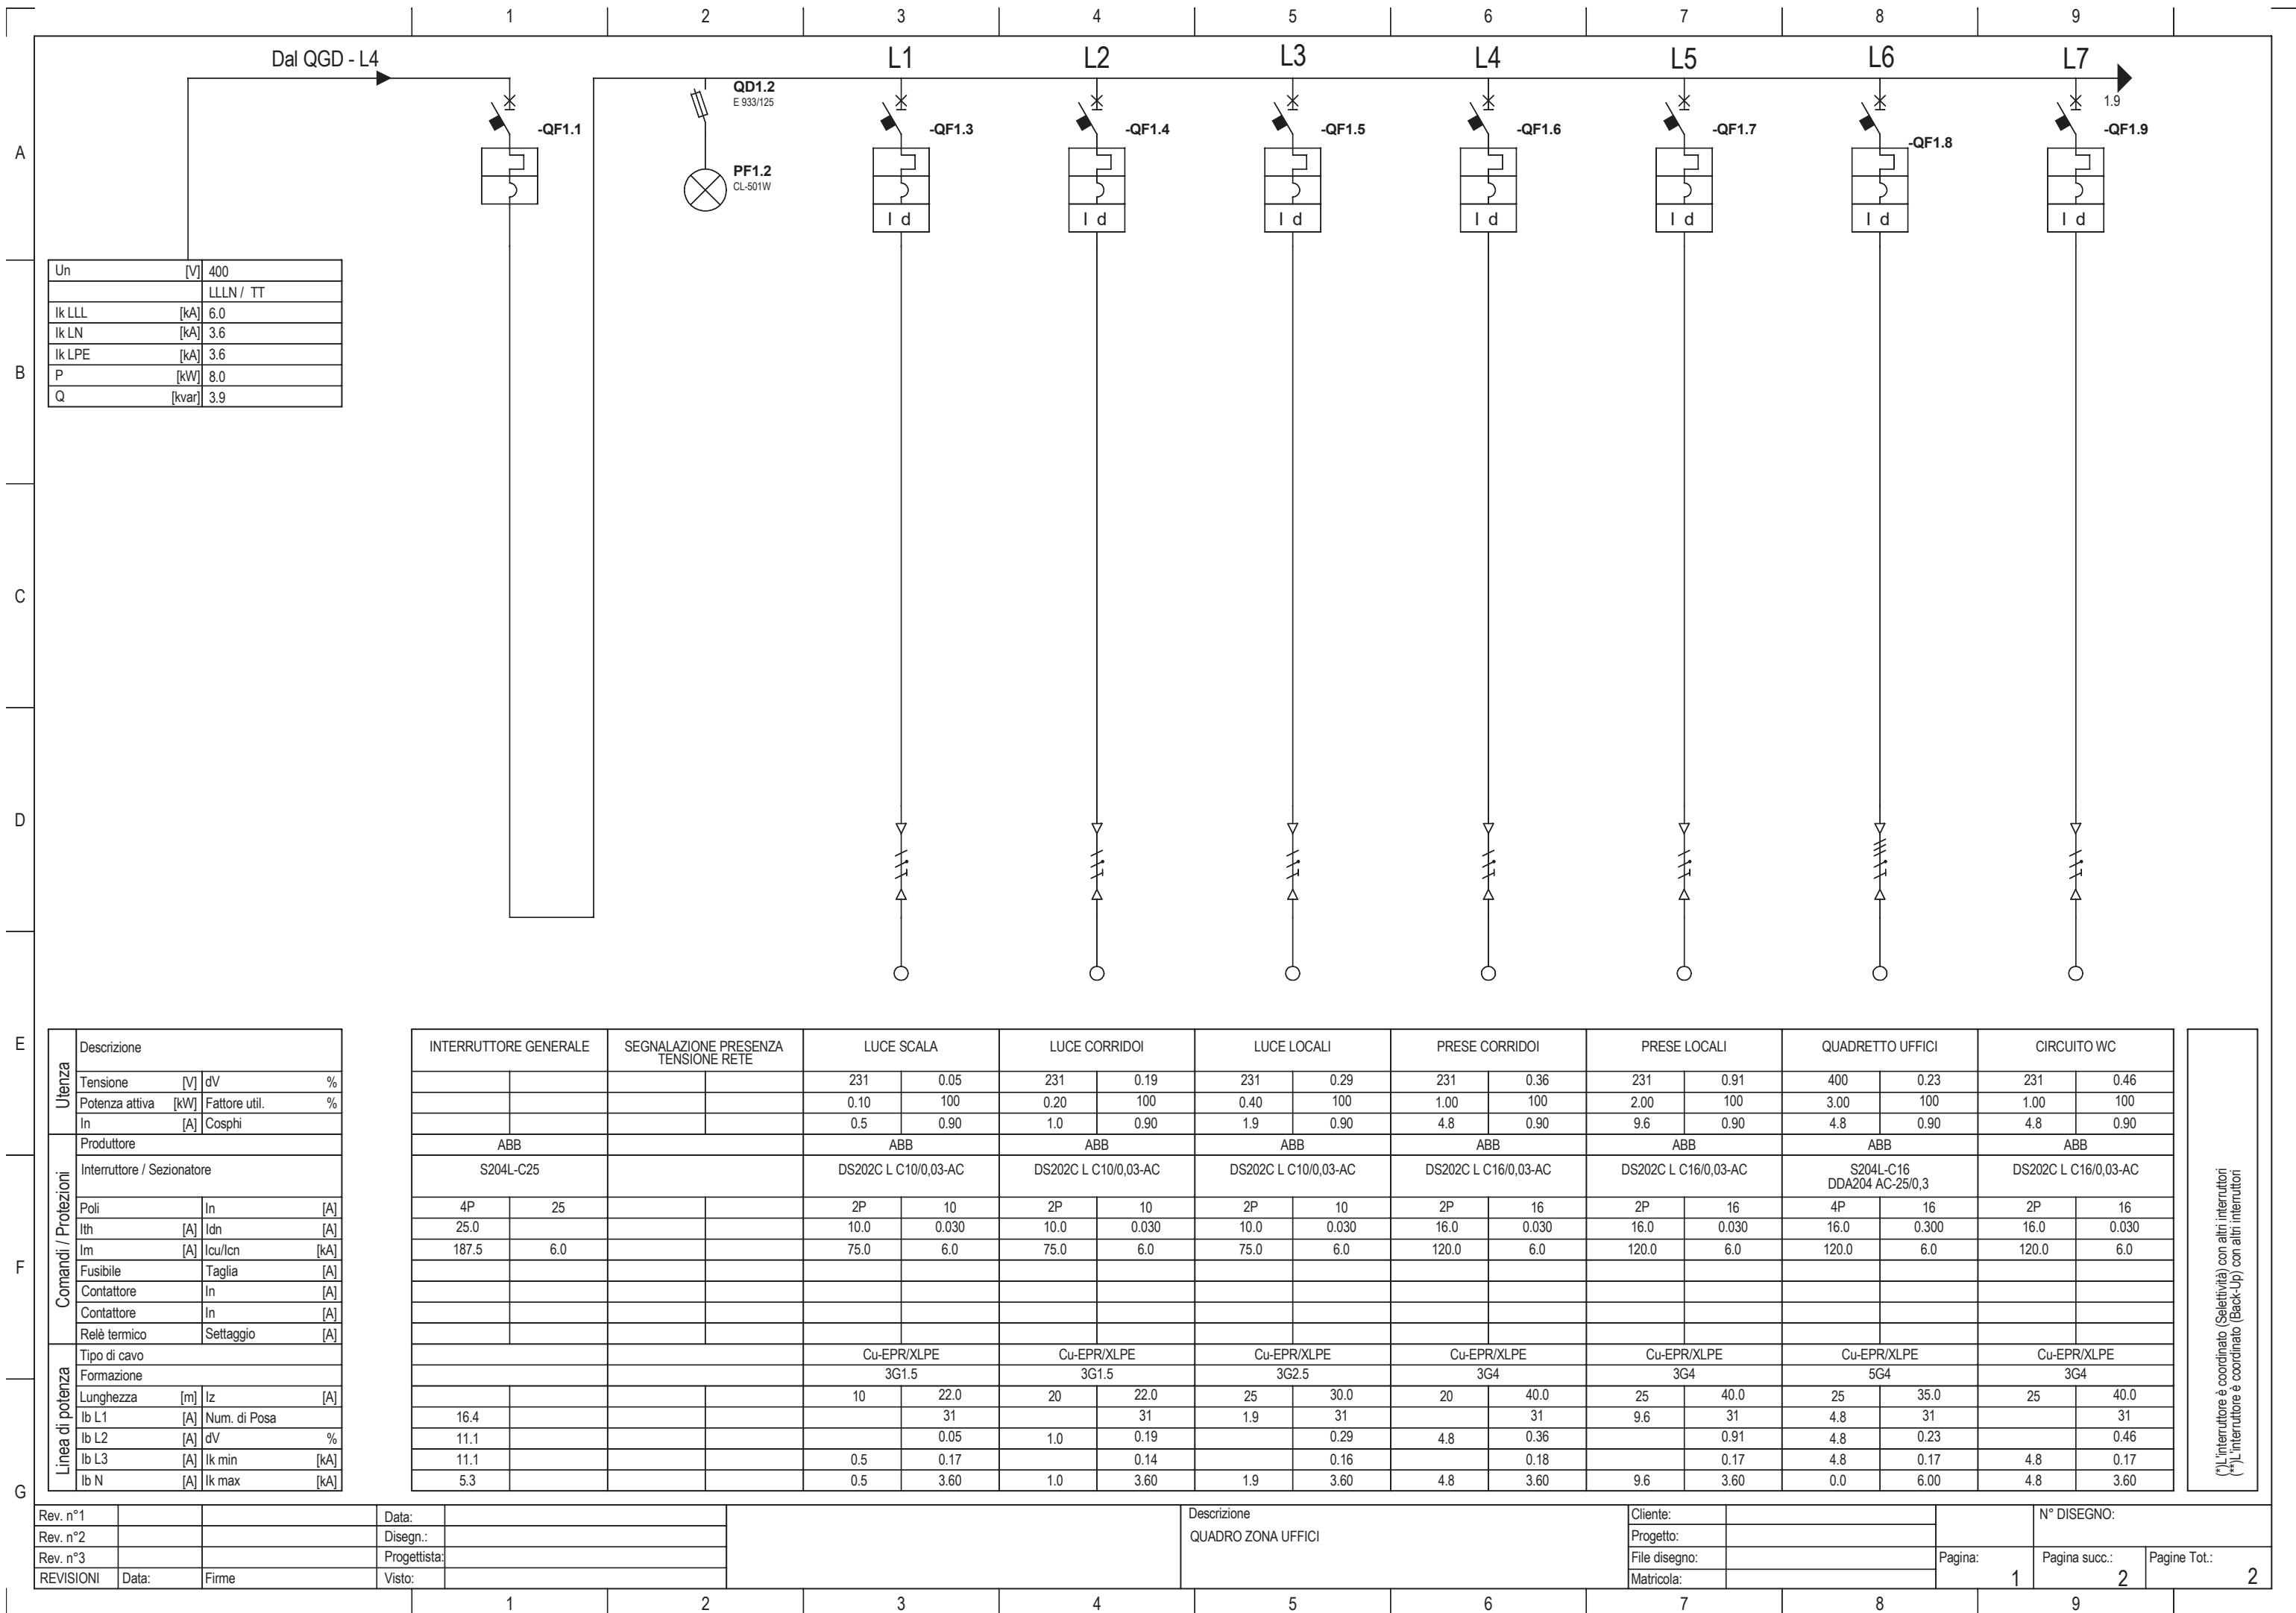 1 2 3 4 5 6 7 8 9
Dal QGD - L4 L1 L2 L3 L4 L5 L6 L7
QD1.2
E 933/125
1.9
-QF1.1 -QF1.3 -QF1.4 -QF1.5 -QF1.6 -QF1.7 -QF1.8 -QF1.9
A
PF1.2
CL-501W
I d I d I d I d I d I d I d
Un [V] 400
LLLN / TT
Ik LLL [kA] 6.0
Ik LN [kA] 3.6
Ik LPE [kA] 3.6
B
P [kW] 8.0
Q [kvar] 3.9
C
D
E
Utenza
Descrizione INTERRUTTORE GENERALE SEGNALAZIONE PRESENZA TENSIONE RETE LUCE SCALA LUCE CORRIDOI LUCE LOCALI PRESE CORRIDOI PRESE LOCALI QUADRETTO UFFICI CIRCUITO WC
Tensione [V] dV % 231 0.05 231 0.19 231 0.29 231 0.36 231 0.91 400 0.23 231 0.46
Potenza attiva [kW] Fattore util. % 0.10 100 0.20 100 0.40 100 1.00 100 2.00 100 3.00 100 1.00 100
In [A] Cosphi 0.5 0.90 1.0 0.90 1.9 0.90 4.8 0.90 9.6 0.90 4.8 0.90 4.8 0.90
Comandi / Protezioni
Produttore ABB ABB ABB ABB ABB ABB ABB ABB
Interruttore / Sezionatore S204L-C25 DS202C L C10/0,03-AC DS202C L C10/0,03-AC DS202C L C10/0,03-AC DS202C L C16/0,03-AC DS202C L C16/0,03-AC S204L-C16 DDA204 AC-25/0,3 DS202C L C16/0,03-AC
Poli In [A] 4P 25 2P 10 2P 10 2P 10 2P 16 2P 16 4P 16 2P 16
Ith [A] Idn [A] 25.0 10.0 0.030 10.0 0.030 10.0 0.030 16.0 0.030 16.0 0.030 16.0 0.300 16.0 0.030
Im [A] Icu/Icn [kA] 187.5 6.0 75.0 6.0 75.0 6.0 75.0 6.0 120.0 6.0 120.0 6.0 120.0 6.0 120.0 6.0
F
Fusibile Taglia [A]
Contattore In [A]
Contattore In [A]
Relè termico Settaggio [A]
Linea di potenza
Tipo di cavo Cu-EPR/XLPE Cu-EPR/XLPE Cu-EPR/XLPE Cu-EPR/XLPE Cu-EPR/XLPE Cu-EPR/XLPE Cu-EPR/XLPE
Formazione 3G1.5 3G1.5 3G2.5 3G4 3G4 5G4 3G4
Lunghezza [m] Iz [A] 10 22.0 20 22.0 25 30.0 20 40.0 25 40.0 25 35.0 25 40.0
Ib L1 [A] Num. di Posa 16.4 31 31 1.9 31 31 9.6 31 4.8 31 31
Ib L2 [A] dV % 11.1 0.05 1.0 0.19 0.29 4.8 0.36 0.91 4.8 0.23 0.46
Ib L3 [A] Ik min [kA] 11.1 0.5 0.17 0.14 0.16 0.18 0.17 4.8 0.17 4.8 0.17
Ib N [A] Ik max [kA] 5.3 0.5 3.60 1.0 3.60 1.9 3.60 4.8 3.60 9.6 3.60 0.0 6.00 4.8 3.60
G
(*)L'interruttore è coordinato (Selettività) con altri interruttori
(**)L'interruttore è coordinato (Back-Up) con altri interruttori
Rev. n°1 Data: Descrizione Cliente: N° DISEGNO:
Rev. n°2 Disegn.: QUADRO ZONA UFFICI Progetto:
Rev. n°3 Progettista: File disegno: Pagina: Pagina succ.: Pagine Tot.:
REVISIONI Data: Firme Visto: Matricola: 1 2 2
1 2 3 4 5 6 7 8 9